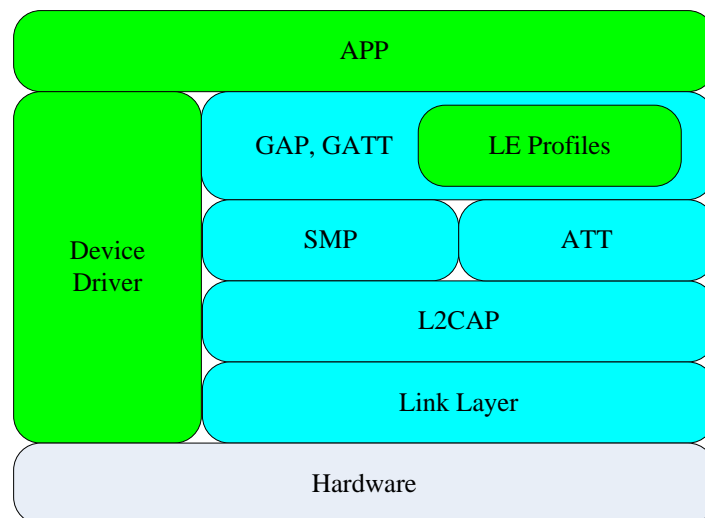 APP
GAP, GATT
LE Profiles
Device
Driver
SMP
ATT
L2CAP
Link Layer
Hardware